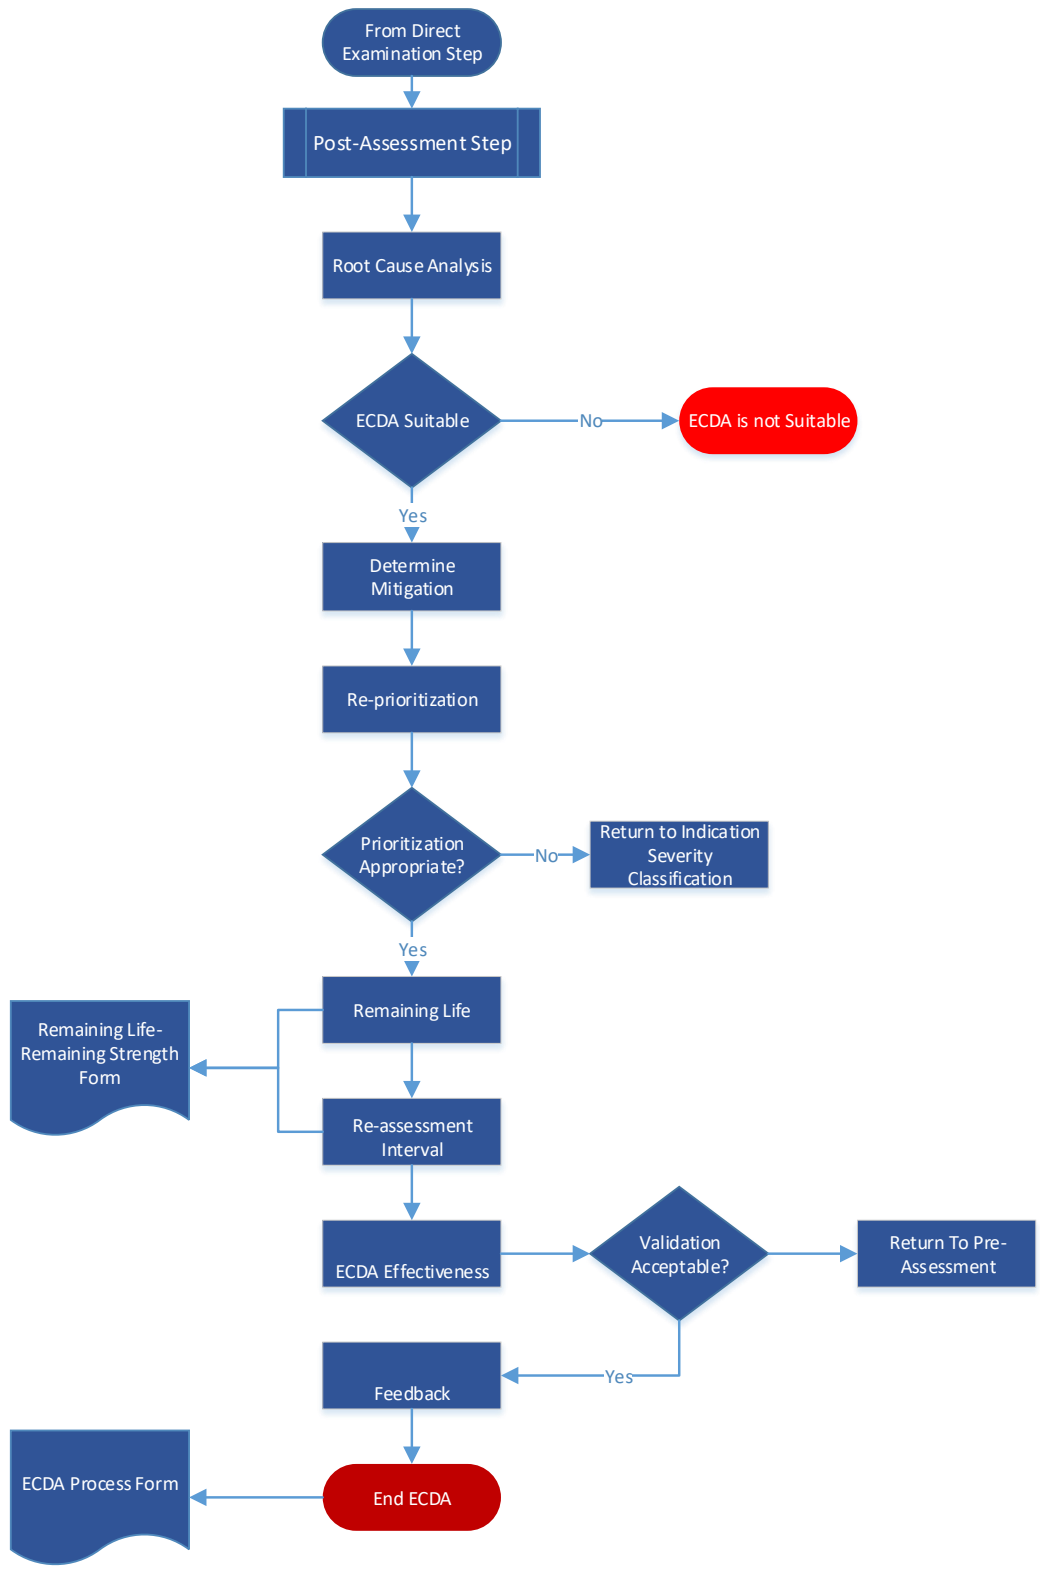 From Direct
Examination Step
Post-Assessment Step
Root Cause Analysis
ECDA Suitable
No
ECDA is not Suitable
Yes
Determine
Mitigation
Re-prioritization
Prioritization
Appropriate?
No
Return to Indication
Severity
Classification
Yes
Remaining Life
Remaining Life-
Remaining Strength
Form
Re-assessment
Interval
ECDA Effectiveness
Validation
Acceptable?
Return To Pre-
Assessment
Yes
Feedback
ECDA Process Form
End ECDA